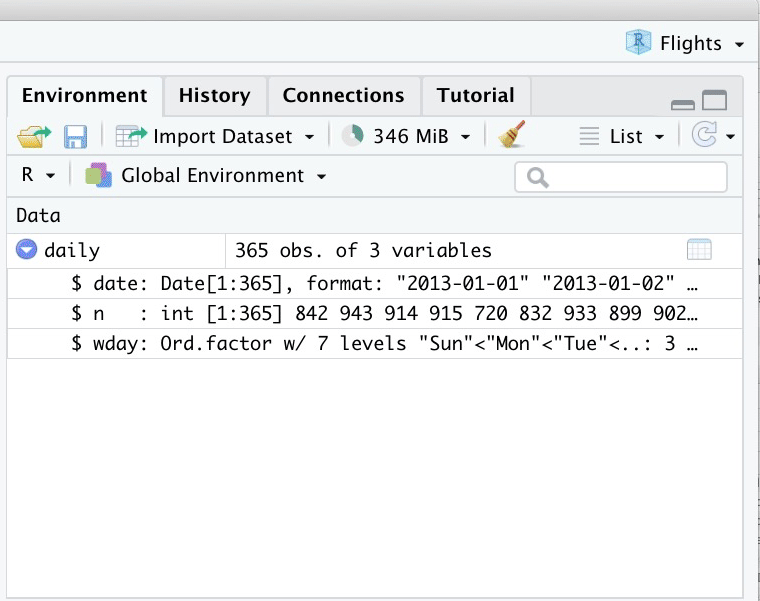 Flights
Environment History Connections Tutorial
Import Dataset 346 MiB List
R Global Environment
Data
daily 365 obs. of 3 variables
$ date: Date[1:365], format: "2013-01-01" "2013-01-02" …
$ n   : int [1:365] 842 943 914 915 720 832 933 899 902…
$ wday: Ord.factor w/ 7 levels "Sun"<"Mon"<"Tue"<..: 3 …